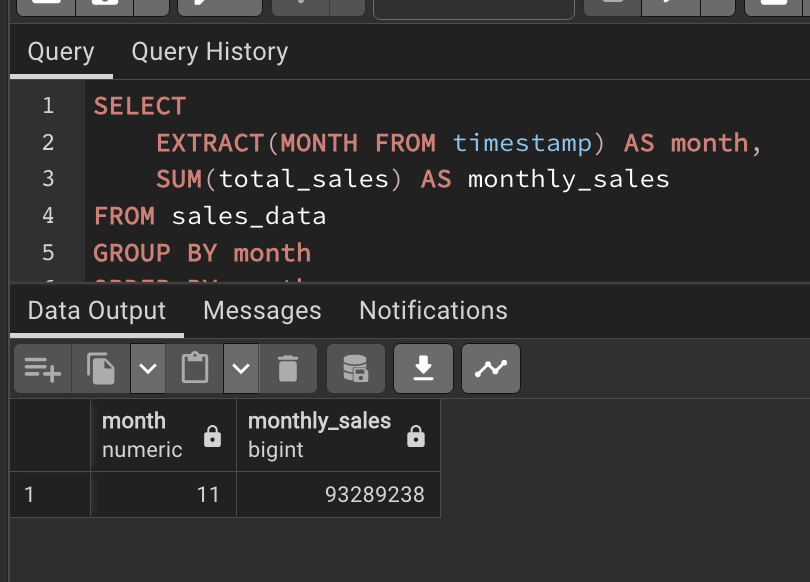 Query Query History
1 SELECT
2 EXTRACT(MONTH FROM timestamp) AS month,
3 SUM(total_sales) AS monthly_sales
4 FROM sales_data
5 GROUP BY month
Data Output Messages Notifications
month monthly_sales
numeric bigint
1 11 93289238